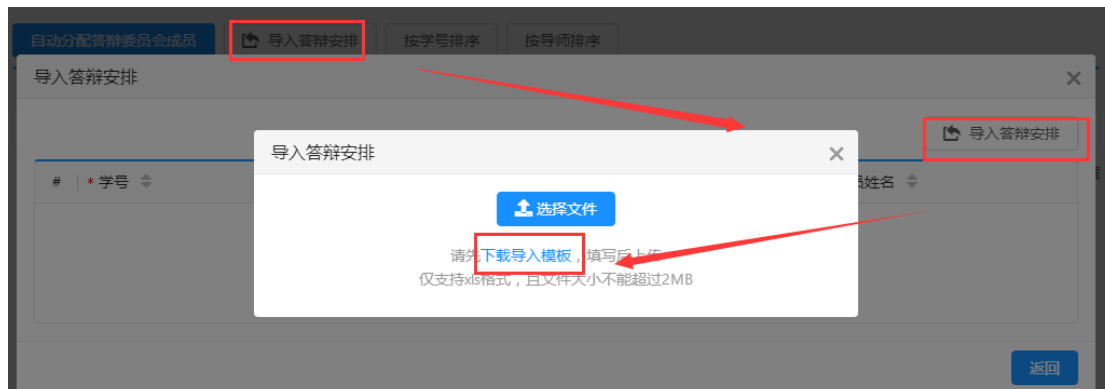 自动分配答辩委员会成员 导入答辩安排 按学号排序 按导师排序
导入答辩安排
导入答辩安排
导入答辩安排
# *学号 员姓名
选择文件
请先下载导入模板，填写后上传
仅支持xls格式，且文件大小不能超过2MB
返回